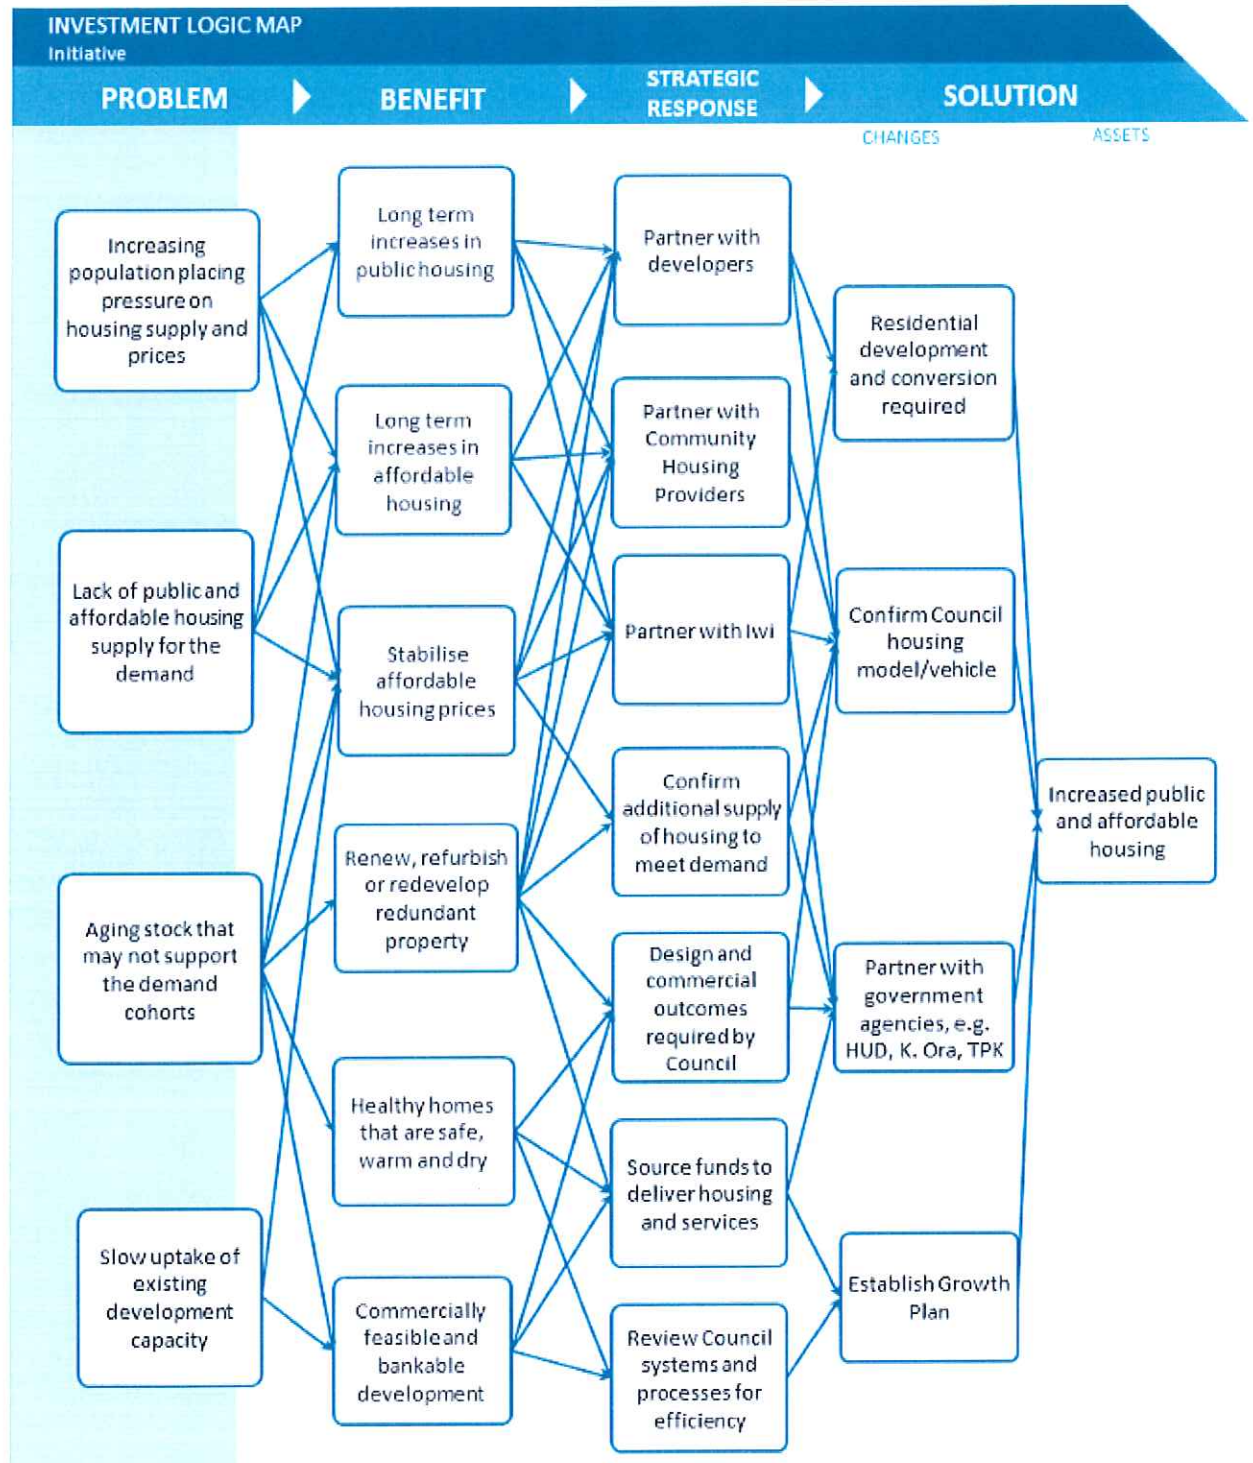 INVESTMENT LOGIC MAP
Initiative
PROBLEM
BENEFIT
STRATEGIC
RESPONSE
SOLUTION
CHANGES
ASSETS
Increasing
population placing
pressure on
housing supply and
prices
Lack of public and
affordable housing
supply for the
demand
Aging stock that
may not support
the demand
cohorts
Slow uptake of
existing
development
capacity
Long term
increases in
public housing
Long term
increases in
affordable
housing
Stabilise
affordable
housing prices
Renew, refurbish
or redevelop
redundant
property
Healthy homes
that are safe,
warm and dry
Commercially
feasible and
bankable
development
Partner with
developers
Partner with
Community
Housing
Providers
Partner with Iwi
Confirm
additional supply
of housing to
meet demand
Design and
commercial
outcomes
required by
Council
Source funds to
deliver housing
and services
Review Council
systems and
processes for
efficiency
Residential
development
and conversion
required
Confirm Council
housing
model/vehicle
Partner with
government
agencies, e.g.
HUD, K. Ora, TPK
Establish Growth
Plan
Increased public
and affordable
housing